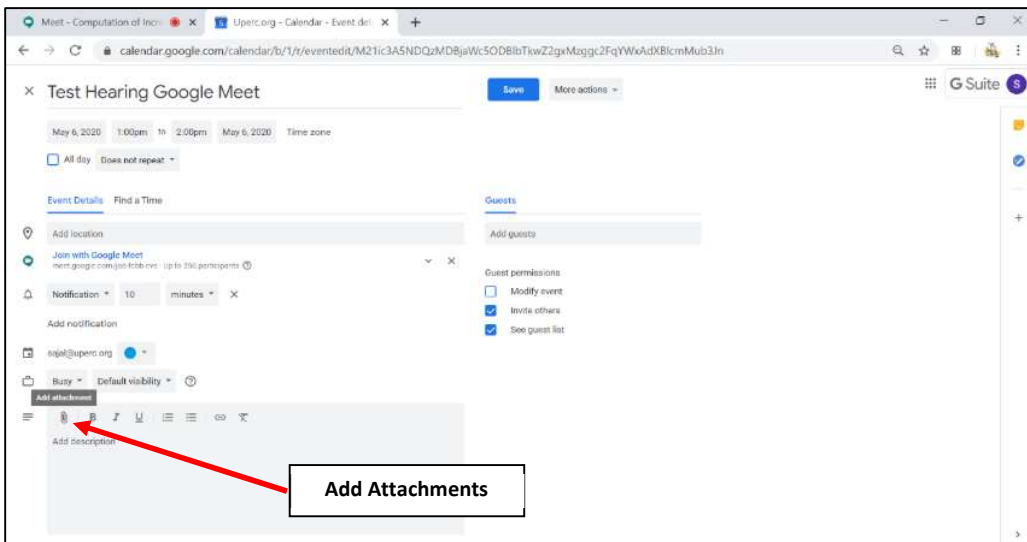 Meet - Computation of Incre
Uperc.org - Calendar - Event det
calendar.google.com/calendar/b/1/r/eventedit/
Test Hearing Google Meet
Save
More actions
G Suite
S
May 6, 2020 1:00pm to 2:00pm May 6, 2020 Time zone
All day Does not repeat
Event Details Find a Time
Guests
Add location
Add guests
Join with Google Meet
Up to 250 participants
Guest permissions
Notification 10 minutes
Modify event
Invite others
Add notification
See guest list
sajal@uperc.org
Busy Default visibility
Add attachment
B I U
Add description
Add Attachments